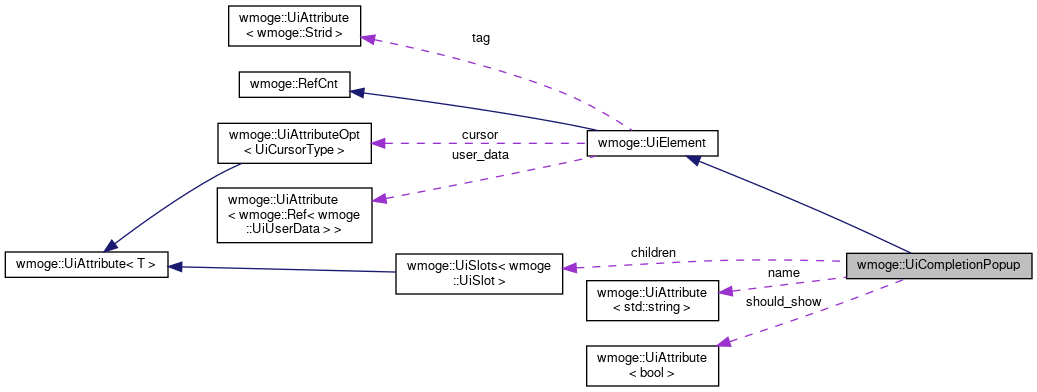 wmoge::UiAttribute
< wmoge::Strid >
tag
wmoge::RefCnt
wmoge::UiAttributeOpt
< UiCursorType >
cursor
wmoge::UiElement
user_data
wmoge::UiAttribute
< wmoge::Ref< wmoge
::UiUserData > >
wmoge::UiAttribute< T >
wmoge::UiSlots< wmoge
::UiSlot >
children
wmoge::UiCompletionPopup
name
wmoge::UiAttribute
< std::string >
should_show
wmoge::UiAttribute
< bool >